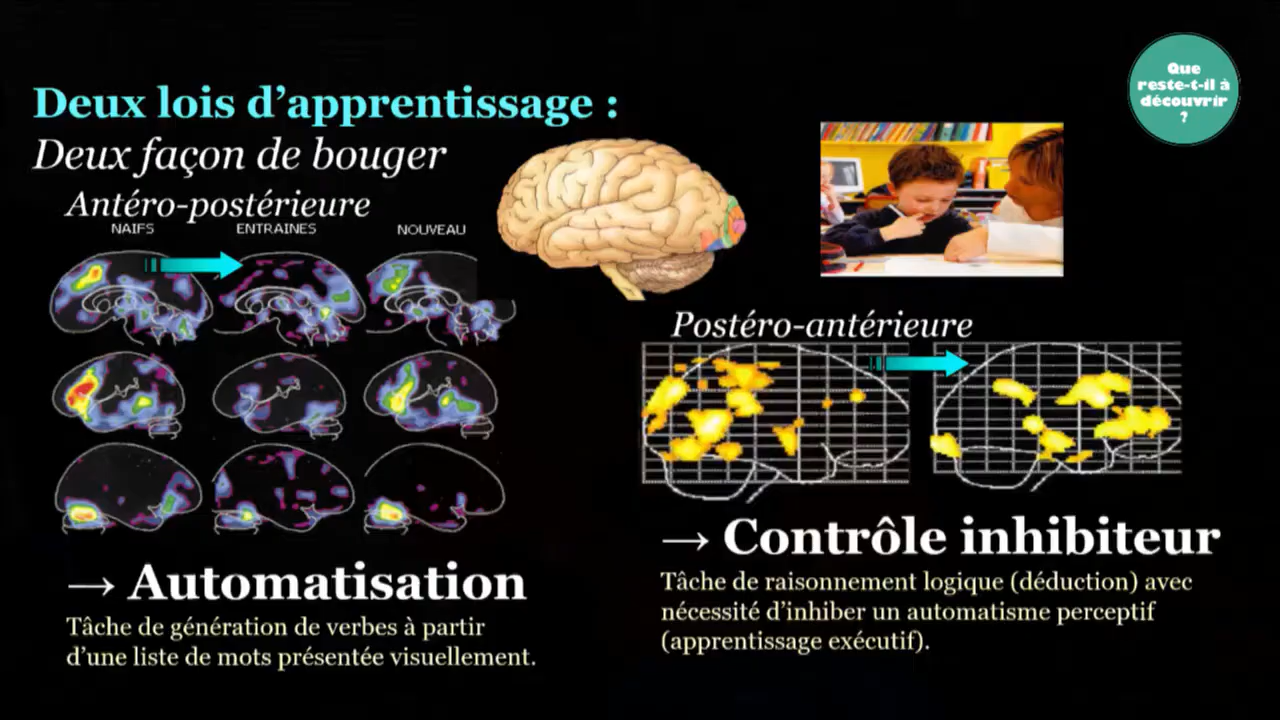 Que
reste-t-il à
découvrir
?
Deux lois d’apprentissage :
Deux façon de bouger
Antéro-postérieure
NAIFS
ENTRAINES
NOUVEAU
→ Automatisation
Tâche de génération de verbes à partir
d’une liste de mots présentée visuellement.
Postéro-antérieure
→ Contrôle inhibiteur
Tâche de raisonnement logique (déduction) avec
nécessité d’inhiber un automatisme perceptif
(apprentissage exécutif).